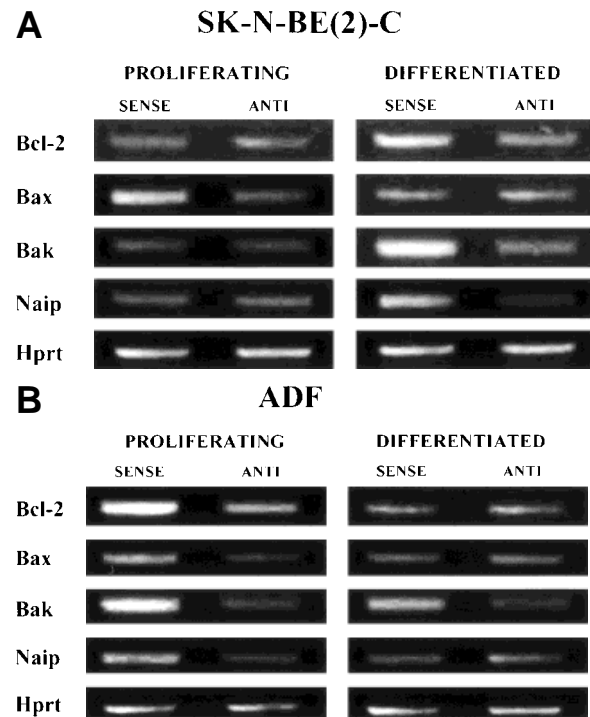 A
SK-N-BE(2)-C
PROLIFERATING DIFFERENTIATED
SENSE ANTI SENSE ANTI
Bcl-2
Bax
Bak
Naip
Hprt
B
ADF
PROLIFERATING DIFFERENTIATED
SENSE ANTI SENSE ANTI
Bcl-2
Bax
Bak
Naip
Hprt